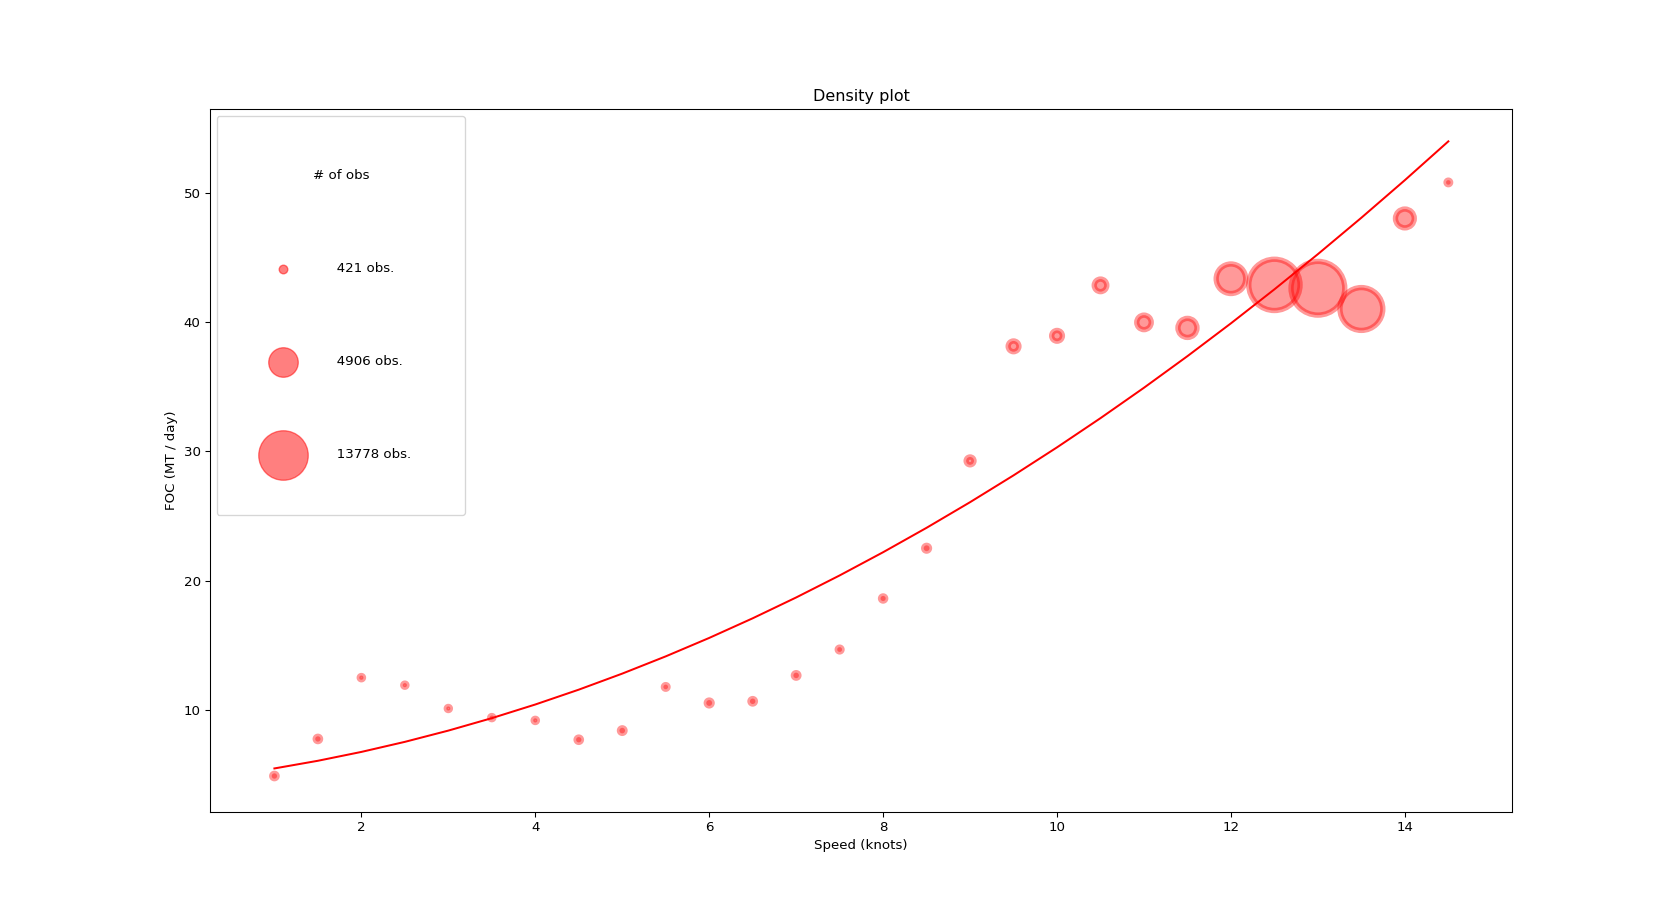 Density plot
# of obs
421 obs.
4906 obs.
13778 obs.
FOC (MT / day)
50
40
30
20
10
2 4 6 8 10 12 14
Speed (knots)